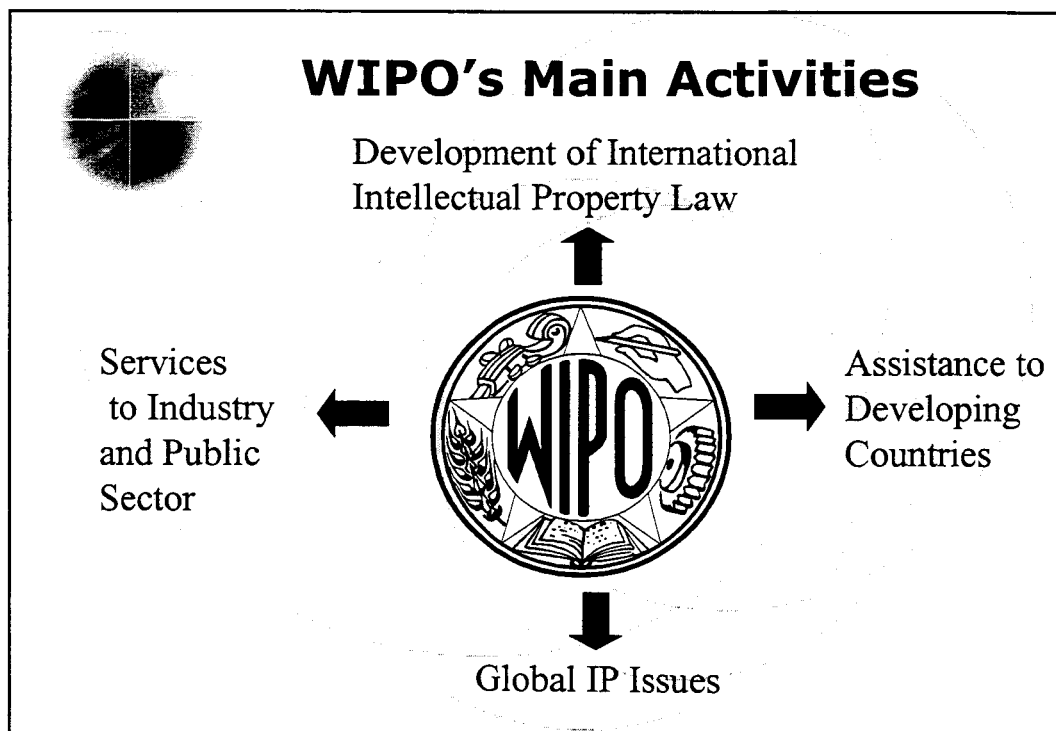 WIPO's Main Activities
Development of International
Intellectual Property Law
Services
to Industry
and Public
Sector
WIPO
Assistance to
Developing
Countries
Global IP Issues